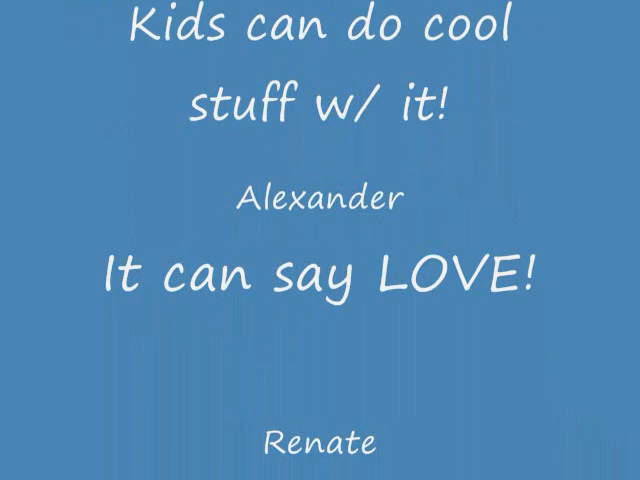 Kids can do cool
stuff w/ it!
Alexander
It can say LOVE!
Renate